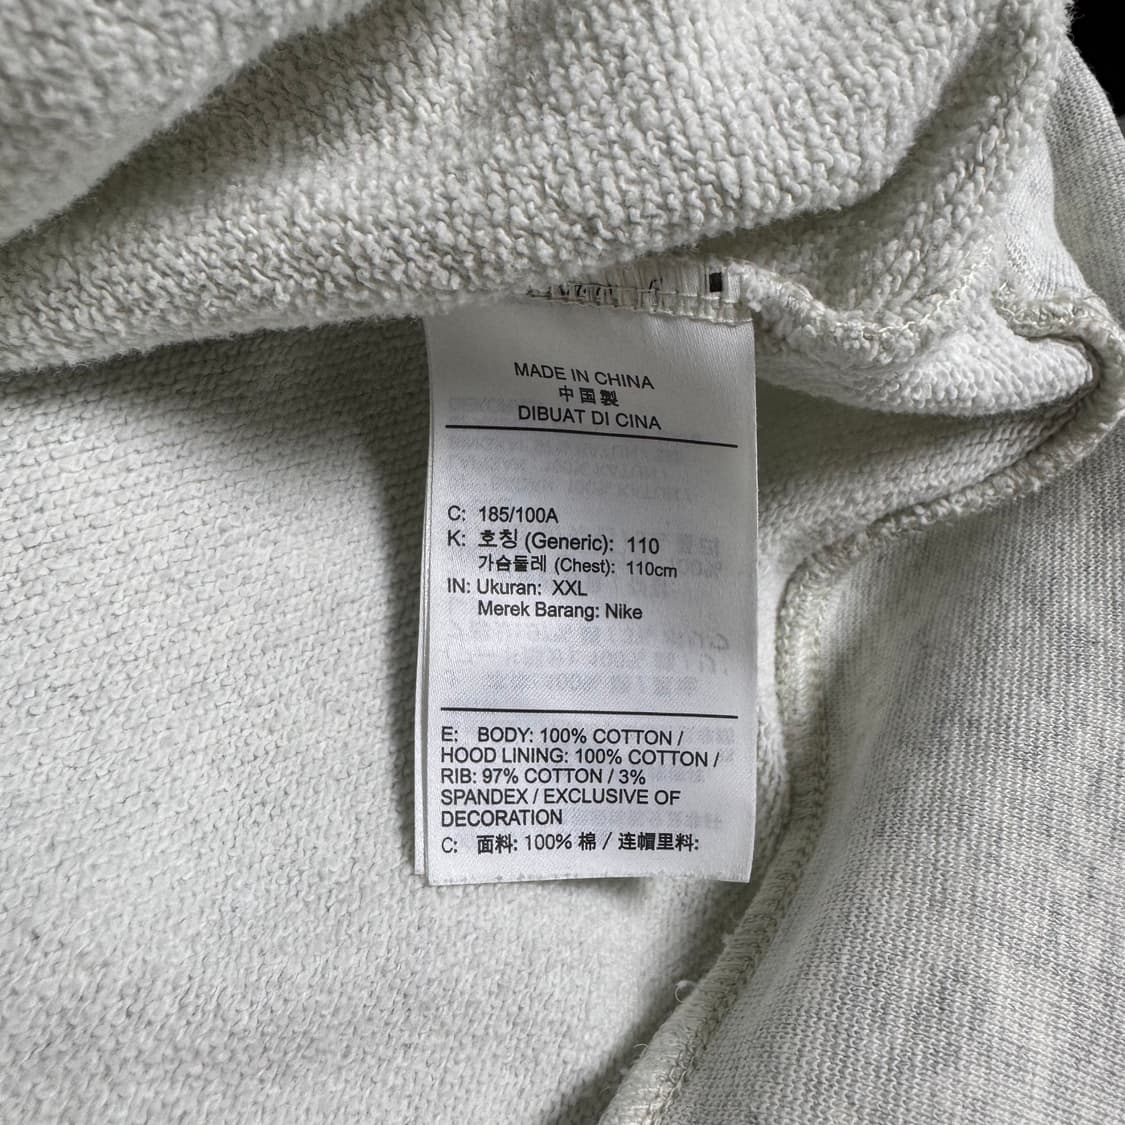 MADE IN CHINA
中国製
DIBUAT DI CINA
C: 185/100A
K: 호칭 (Generic): 110
가슴둘레 (Chest): 110cm
IN: Ukuran: XXL
Merek Barang: Nike
E: BODY: 100% COTTON /
HOOD LINING: 100% COTTON /
RIB: 97% COTTON / 3%
SPANDEX / EXCLUSIVE OF
DECORATION
C: 面料: 100% 棉 / 连帽里料: